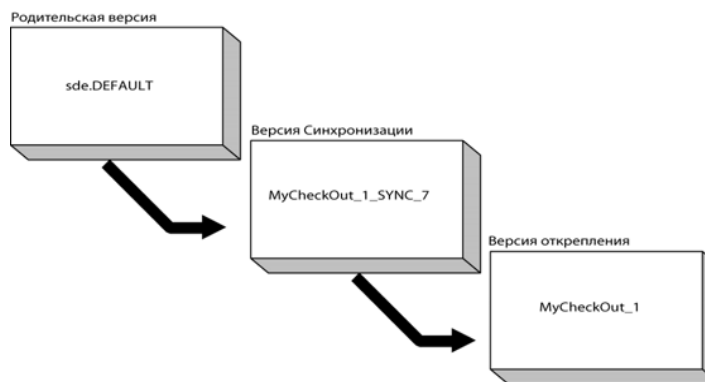 Родительская версия
sde.DEFAULT
Версия Синхронизации
MyCheckOut_1_SYNC_7
Версия открепления
MyCheckOut_1